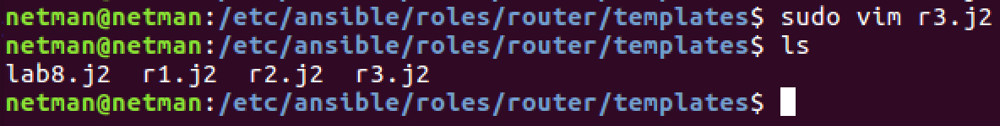 netman@netman:/etc/ansible/roles/router/templates$ sudo vim r3.j2
netman@netman:/etc/ansible/roles/router/templates$ ls
lab8.j2  r1.j2  r2.j2  r3.j2
netman@netman:/etc/ansible/roles/router/templates$